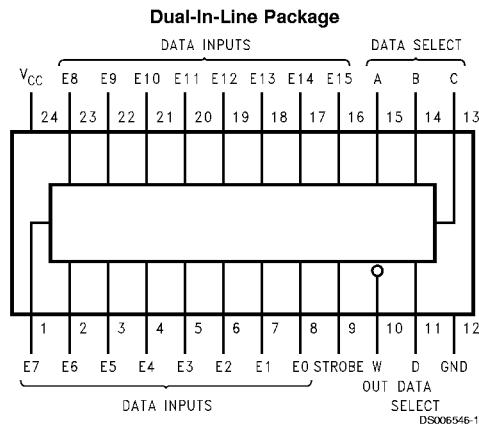 Dual-In-Line Package
DATA INPUTS DATA SELECT
VCC E8 E9 E10 E11 E12 E13 E14 E15 A B C
24 23 22 21 20 19 18 17 16 15 14 13
1 2 3 4 5 6 7 8 9 10 11 12
E7 E6 E5 E4 E3 E2 E1 E0 STROBE W D GND
OUT DATA
DATA INPUTS SELECT
DS006546-1